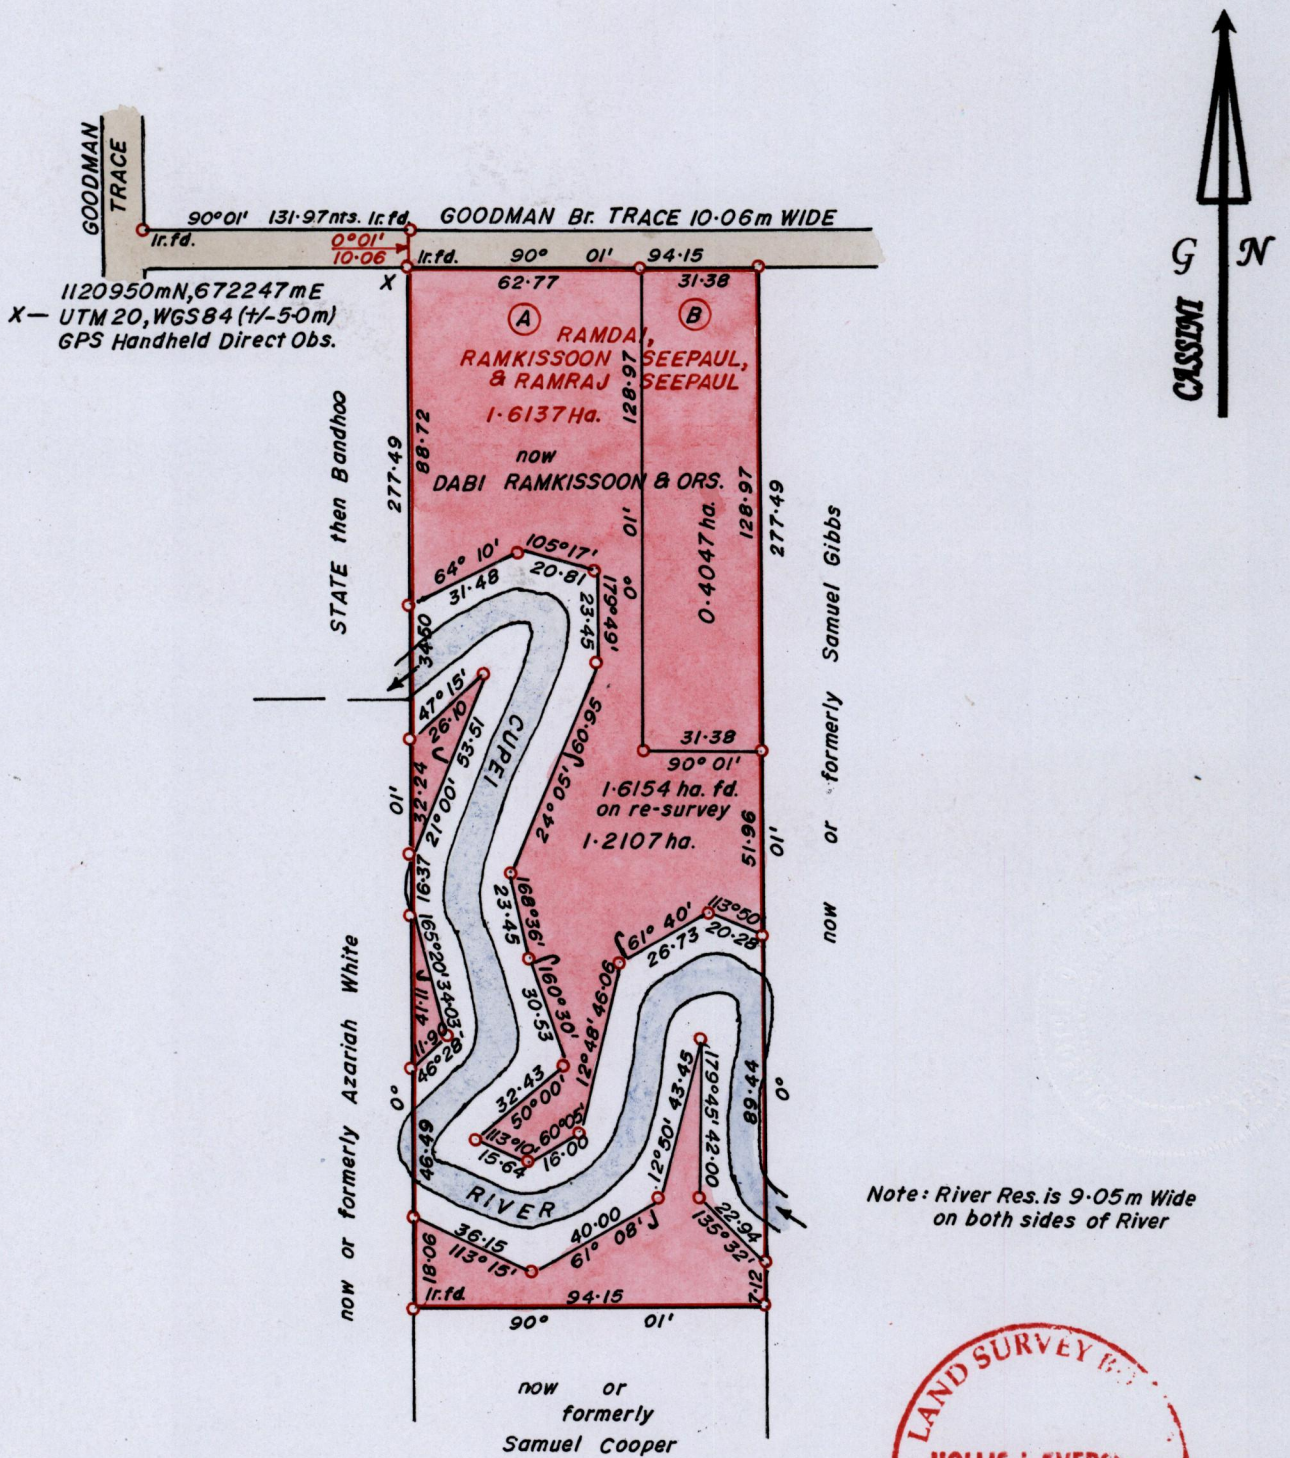 GOODMAN
TRACE
90°01' 131·97nts. Ir.fd.
GOODMAN Br. TRACE 10·06m WIDE
Ir.fd.
0°01'
10·06
Ir.fd.
90° 01' 94·15
X
62·77
31·38
1120950mN,672247mE
X— UTM 20,WGS84 (+/-5·0m)
GPS Handheld Direct Obs.
G N
CASSINI
A
B
RAMDAI,
RAMKISSOON SEEPAUL,
& RAMRAJ SEEPAUL
1·6137Ha.
now
DABI RAMKISSOON & ORS.
128·97
01'
0°
0·4047ha.
128·97
277·49
277·49
88·72
STATE then Bandhoo
now or formerly Samuel Gibbs
64° 10'
31·48
105°17'
20·81
179°49'
23·45
34·50
47°15'
26·10
53·51
21°00'
32·24
01'
CUPEI
60·95
24°05'
31·38
90° 01'
1·6154 ha. fd.
on re-survey
1·2107ha.
51·96
01'
16·37
165°20'
34·03
41·11
11·90
46°28'
168°36'
23·45
160°30'
30·53
61° 40'
26·73
113°50'
20·28
12°48' 46·06
32·43
50°00'
113°10'
15·64
60°05'
16·00
0°
46·49
now or formerly Azariah White
RIVER
12°50' 43·45
179°45' 42·00
89·44
0°
22·94
135°32'
7·12
36·15
113°15'
40·00
61° 08'
18·06
Ir.fd.
94·15
90° 01'
Note: River Res. is 9·05m Wide
on both sides of River
now or
formerly
Samuel Cooper
LAND SURVEY